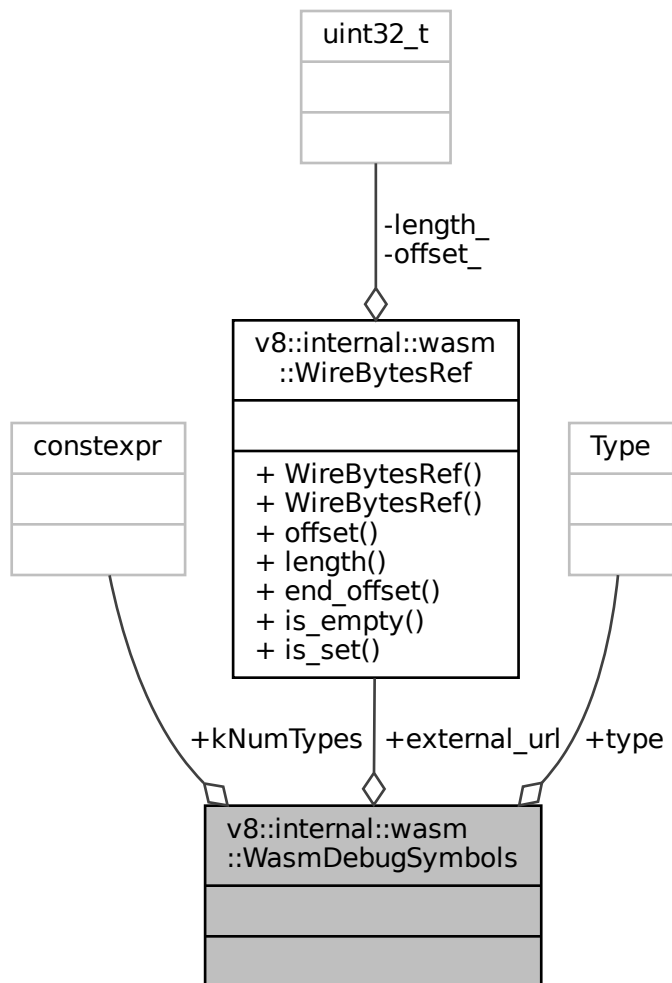 uint32_t
-length_
-offset_
v8::internal::wasm
::WireBytesRef
constexpr
Type
+ WireBytesRef()
+ WireBytesRef()
+ offset()
+ length()
+ end_offset()
+ is_empty()
+ is_set()
+kNumTypes
+external_url
+type
v8::internal::wasm
::WasmDebugSymbols